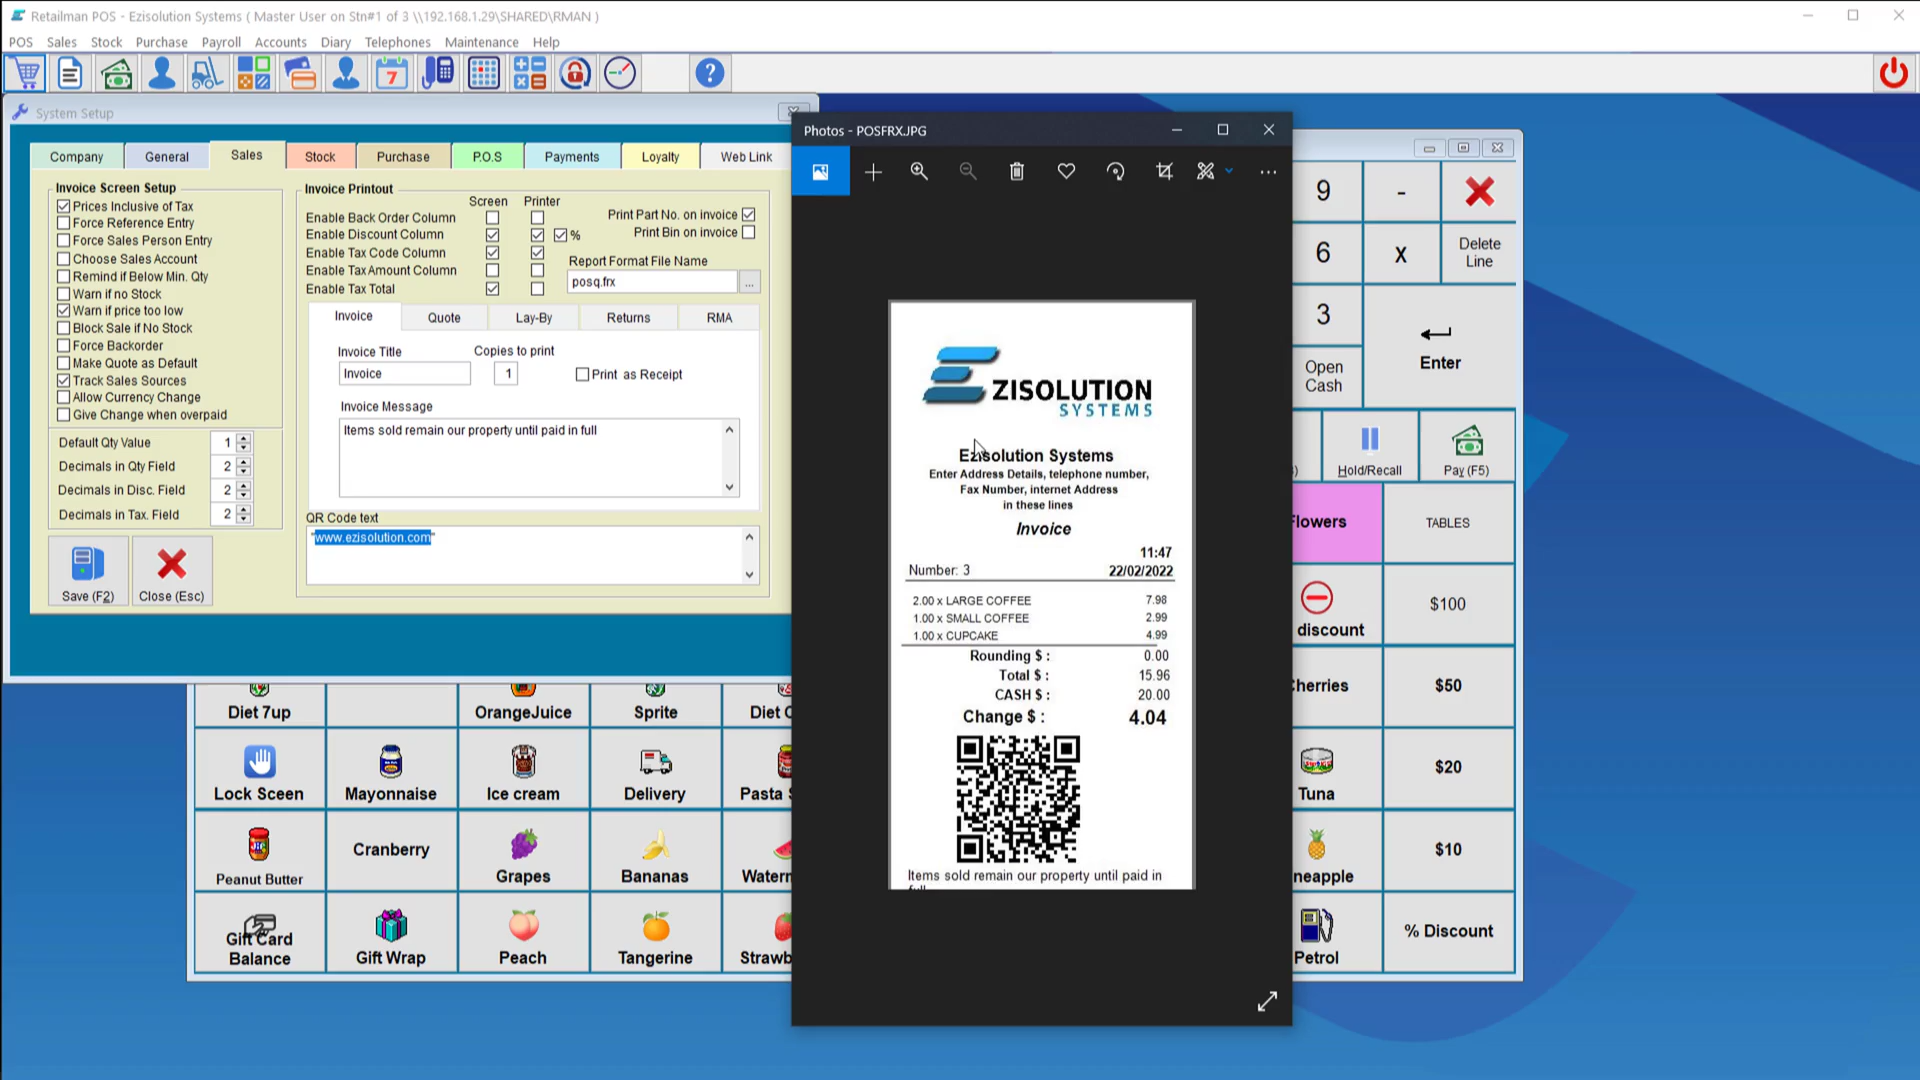 Retailman POS - Ezisolution Systems ( Master User on Stn#1 of 3 \\192.168.1.29\SHARED\RMAN )
POS Sales Stock Purchase Payroll Accounts Diary Telephones Maintenance Help
7
?
System Setup
Company General Sales Stock Purchase P.O.S Payments Loyalty Web Link
Invoice Screen Setup
Prices Inclusive of Tax
Force Reference Entry
Force Sales Person Entry
Choose Sales Account
Remind if Below Min. Qty
Warn if no Stock
Warn if price too low
Block Sale if No Stock
Force Backorder
Make Quote as Default
Track Sales Sources
Allow Currency Change
Give Change when overpaid
Default Qty Value 1
Decimals in Qty Field 2
Decimals in Disc. Field 2
Decimals in Tax. Field 2
Save (F2) Close (Esc)
Invoice Printout
Screen Printer
Enable Back Order Column
Enable Discount Column %
Enable Tax Code Column
Enable Tax Amount Column
Enable Tax Total
Print Part No. on invoice
Print Bin on invoice
Report Format File Name
posq.frx ...
Invoice Quote Lay-By Returns RMA
Invoice Title Copies to print
Invoice 1 Print as Receipt
Invoice Message
Items sold remain our property until paid in full
QR Code text
"www.ezisolution.com"
Photos - POSFRX.JPG
EZISOLUTION
SYSTEMS
Ezisolution Systems
Enter Address Details, telephone number,
Fax Number, internet Address
in these lines
Invoice
11:47
Number: 3 22/02/2022
2.00 x LARGE COFFEE 7.98
1.00 x SMALL COFFEE 2.99
1.00 x CUPCAKE 4.99
Rounding $ : 0.00
Total $ : 15.96
CASH $ : 20.00
Change $ : 4.04
Items sold remain our property until paid in
full
9 -
6 x Delete Line
3
Open Cash
Enter
Hold/Recall Pay (F5)
Flowers TABLES
discount $100
Cherries $50
Tuna $20
neapple $10
Petrol % Discount
Diet 7up OrangeJuice Sprite Diet C
Lock Sceen Mayonnaise Ice cream Delivery Pasta S
Peanut Butter Cranberry Grapes Bananas Waterm
Gift Card Balance Gift Wrap Peach Tangerine Strawb